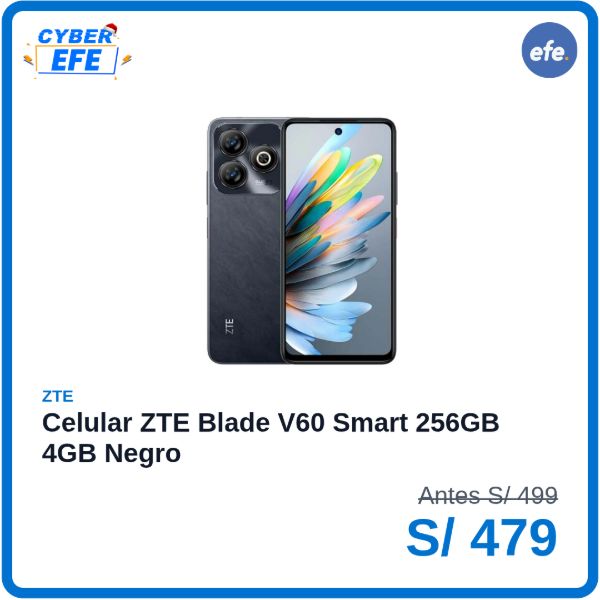 CYBER
EFE
efe.
ZTE
ZTE
Celular ZTE Blade V60 Smart 256GB
4GB Negro
Antes S/ 499
S/ 479